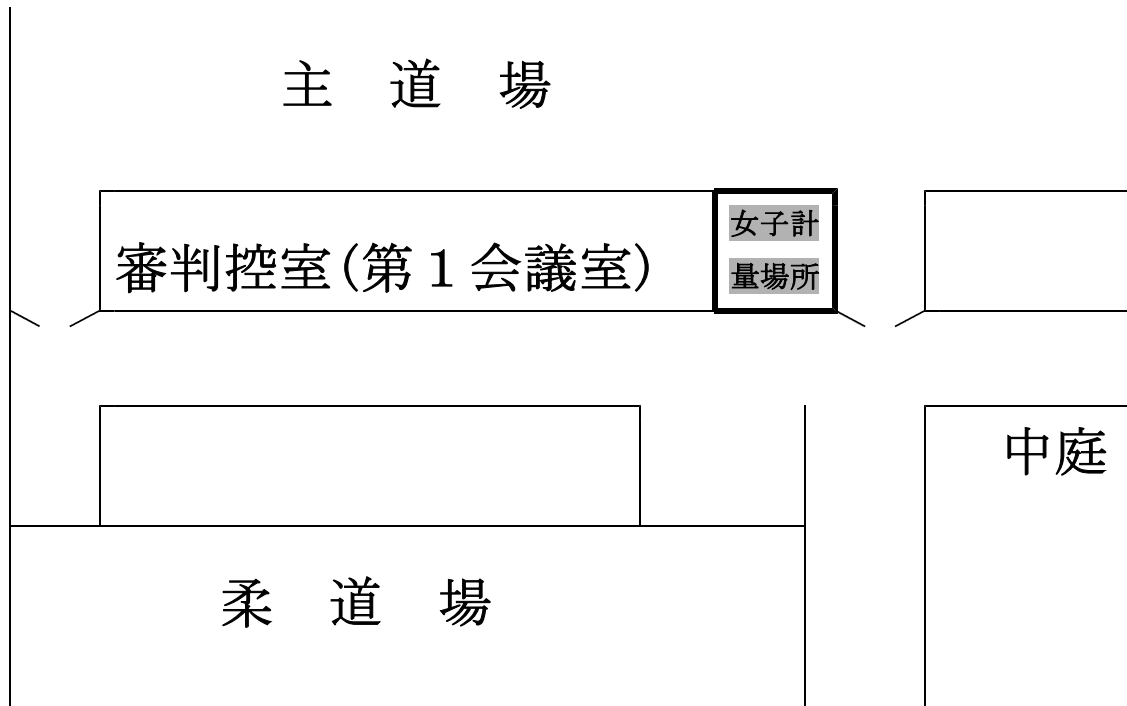 主　道　場
審判控室(第１会議室)
女子計
量場所
中庭
柔　道　場